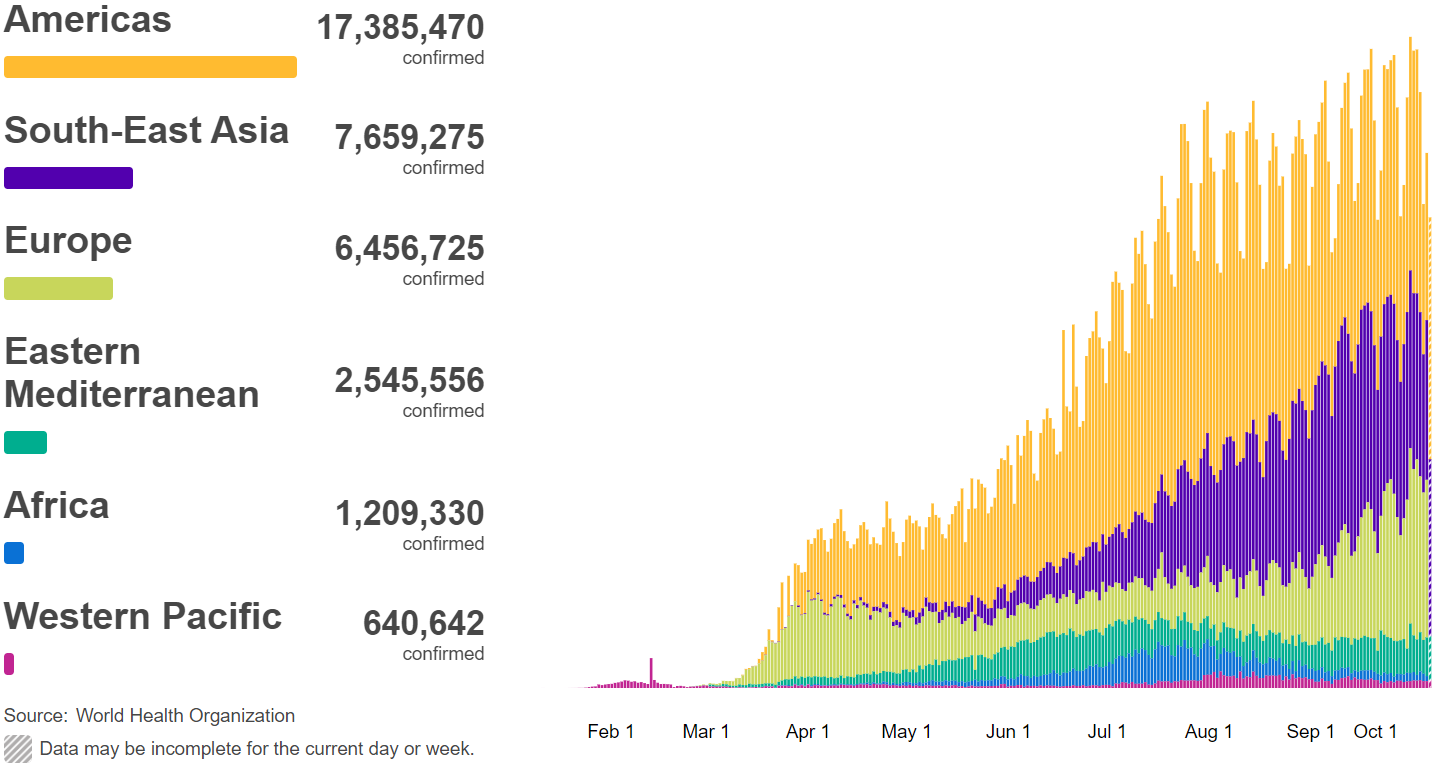 Americas
17,385,470
confirmed
South-East Asia
7,659,275
confirmed
Europe
6,456,725
confirmed
Eastern
Mediterranean
2,545,556
confirmed
Africa
1,209,330
confirmed
Western Pacific
640,642
confirmed
Source: World Health Organization
Data may be incomplete for the current day or week.
Feb 1 Mar 1 Apr 1 May 1 Jun 1 Jul 1 Aug 1 Sep 1 Oct 1